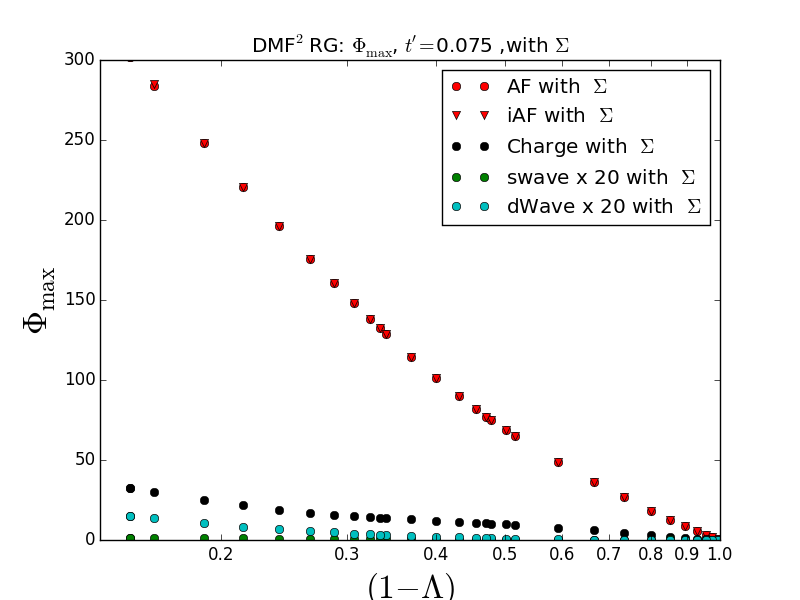 DMF² RG: Φmax, t′=0.075 ,with Σ
300
250
200
150
100
50
0
Φmax
AF with Σ
iAF with Σ
Charge with Σ
swave x 20 with Σ
dWave x 20 with Σ
0.2 0.3 0.4 0.5 0.6 0.7 0.8 0.9 1.0
(1−Λ)